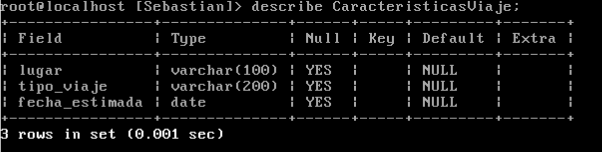 root@localhost [Sebastian]> describe CaracteristicasViaje;
+----------------+--------------+------+-----+---------+-------+
| Field          | Type         | Null | Key | Default | Extra |
+----------------+--------------+------+-----+---------+-------+
| lugar          | varchar(100) | YES  |     | NULL    |       |
| tipo_viaje     | varchar(200) | YES  |     | NULL    |       |
| fecha_estimada | date         | YES  |     | NULL    |       |
+----------------+--------------+------+-----+---------+-------+
3 rows in set (0.001 sec)